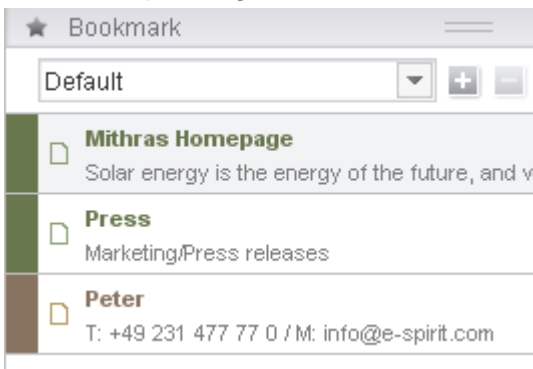 Bookmark
Default
Mithras Homepage
Solar energy is the energy of the future, and
Press
Marketing/Press releases
Peter
T: +49 231 477 77 0 / M: info@e-spirit.com